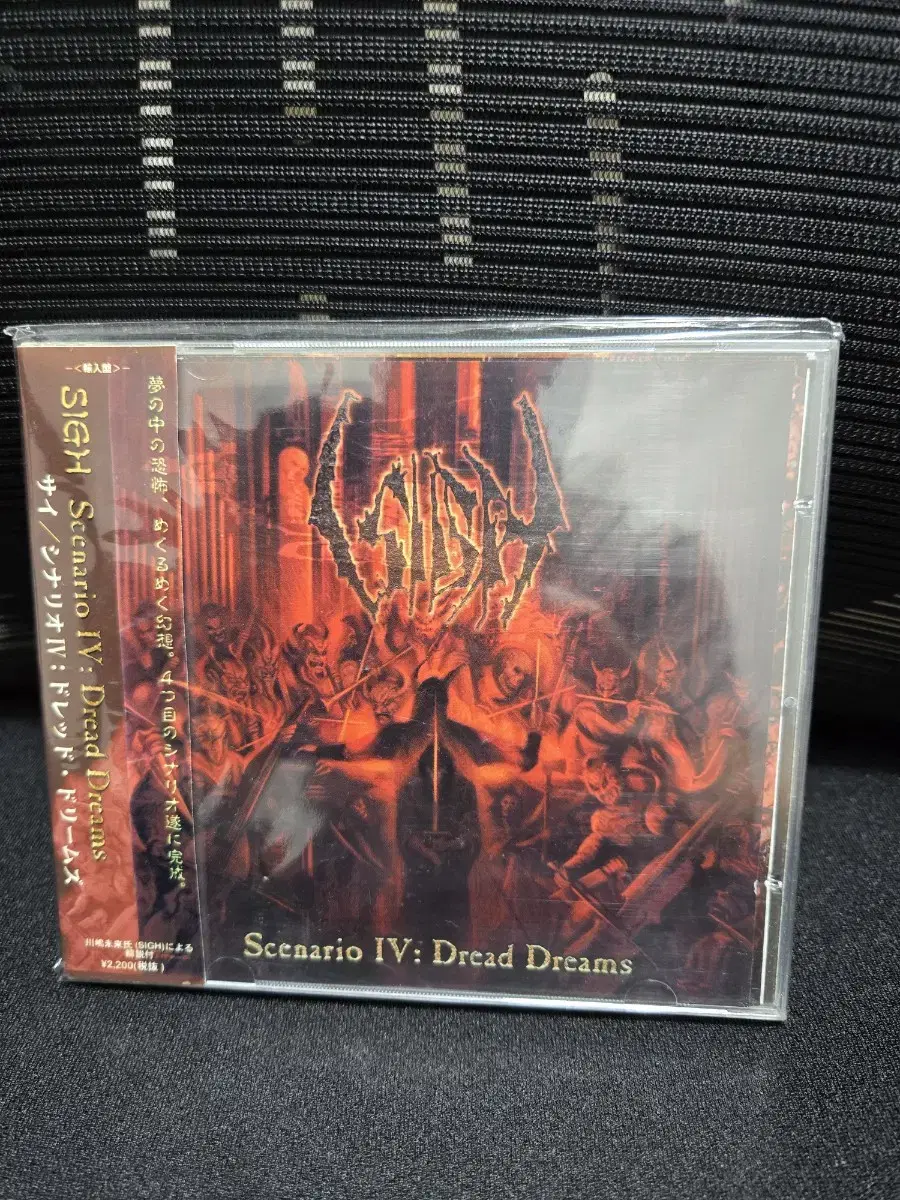 -<輸入盤>-
SIGH Scenario IV: Dread Dreams
サイ/シナリオIV:ドレッド・ドリームズ
川嶋未来氏(SIGH)による
解説付
¥2,200(税抜)
夢の中の恐怖、めくるめく幻想。4つ目のシナリオ遂に完成。
SIGH
Scenario IV: Dread Dreams